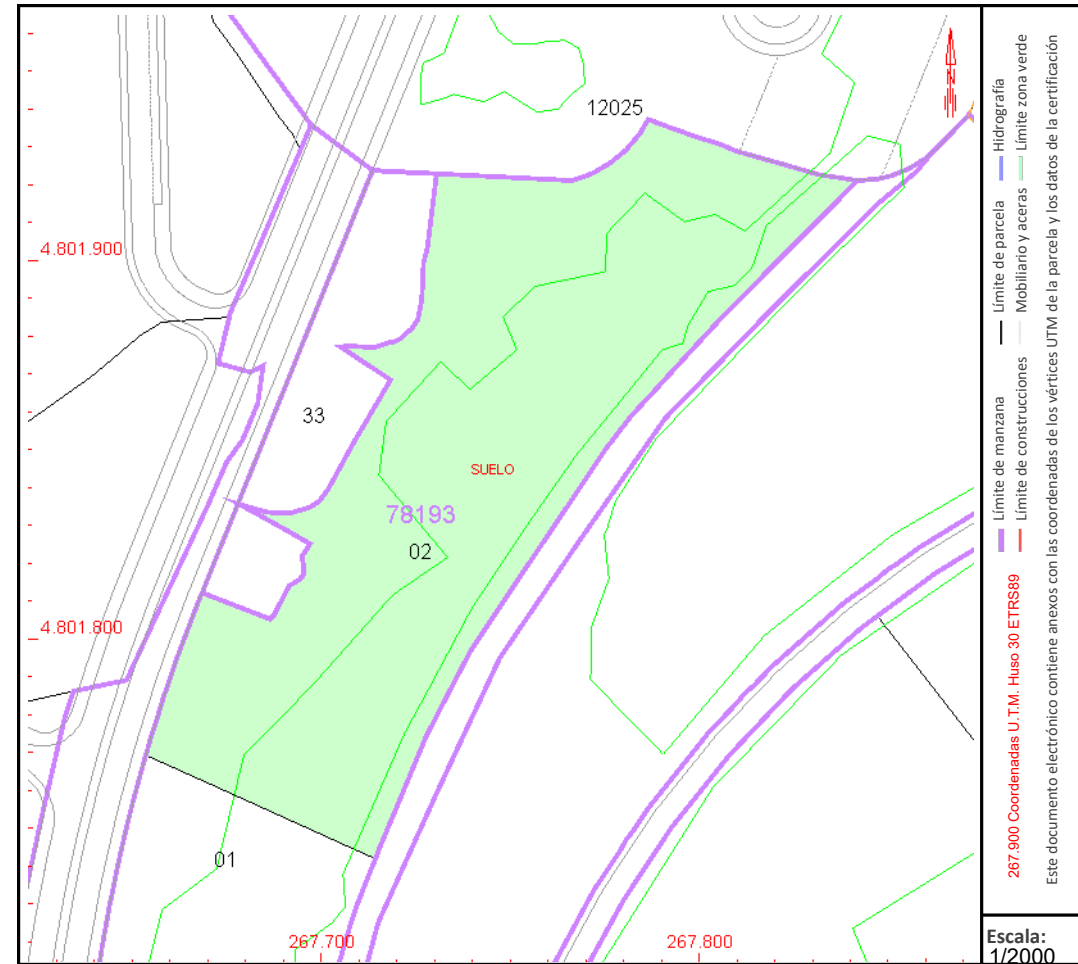 12025
4.801.900
33
SUELO
78193
02
4.801.800
01
267.700
267.800
N
Límite de manzana
Límite de parcela
Hidrografía
267.900 Coordenadas U.T.M. Huso 30 ETRS89
Límite de construcciones
Mobiliario y aceras
Límite zona verde
Este documento electrónico contiene anexos con las coordenadas de los vértices UTM de la parcela y los datos de la certificación
Escala:
1/2000